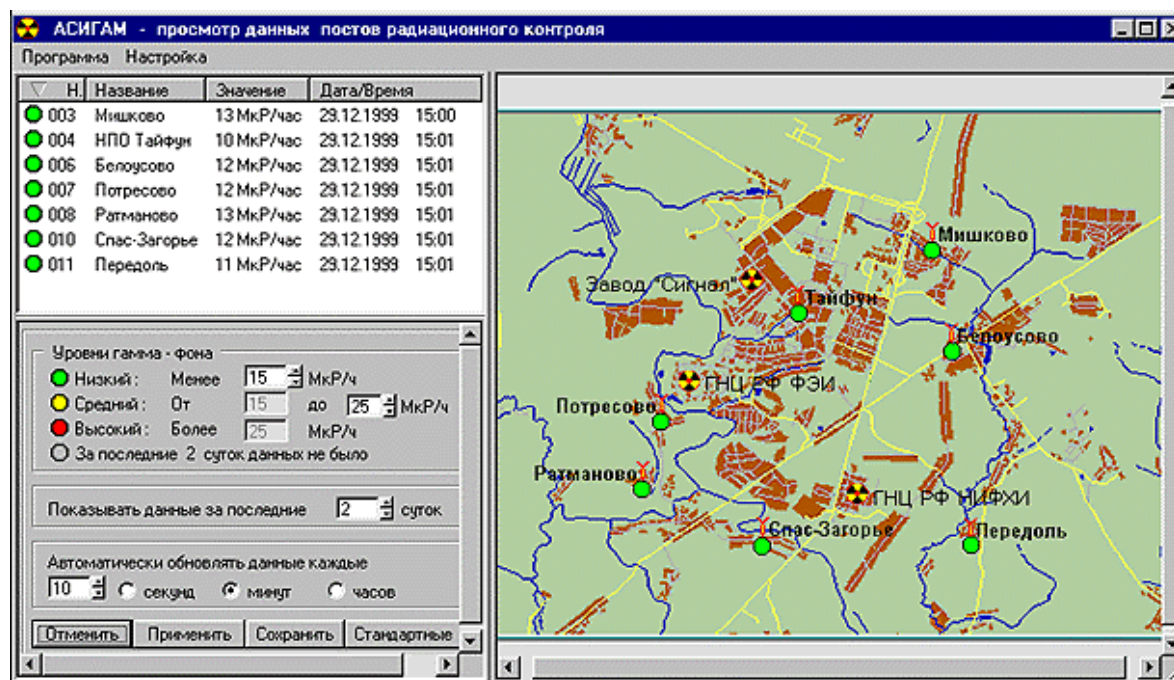 АСИГАМ - просмотр данных постов радиационного контроля
Программа Настройка
Н. Название Значение Дата/Время
003 Мишково 13 МкР/час 29.12.1999 15:00
004 НПО Тайфун 10 МкР/час 29.12.1999 15:01
006 Белоусово 12 МкР/час 29.12.1999 15:01
007 Потресово 12 МкР/час 29.12.1999 15:01
008 Ратманово 13 МкР/час 29.12.1999 15:01
010 Спас-Загорье 12 МкР/час 29.12.1999 15:01
011 Передоль 11 МкР/час 29.12.1999 15:01
Уровни гамма - фона
Низкий : Менее 15 МкР/ч
Средний : От 15 до 25 МкР/ч
Высокий : Более 25 МкР/ч
За последние 2 суток данных не было
Показывать данные за последние 2 суток
Автоматически обновлять данные каждые
10 секунд минут часов
Отменить Применить Сохранить Стандартные
Мишково
Завод "Сигнал"
Тайфун
Белоусово
ГНЦ РФ ФЭИ
Потресово
Ратманово
ГНЦ РФ НИФХИ
Спас-Загорье
Передоль